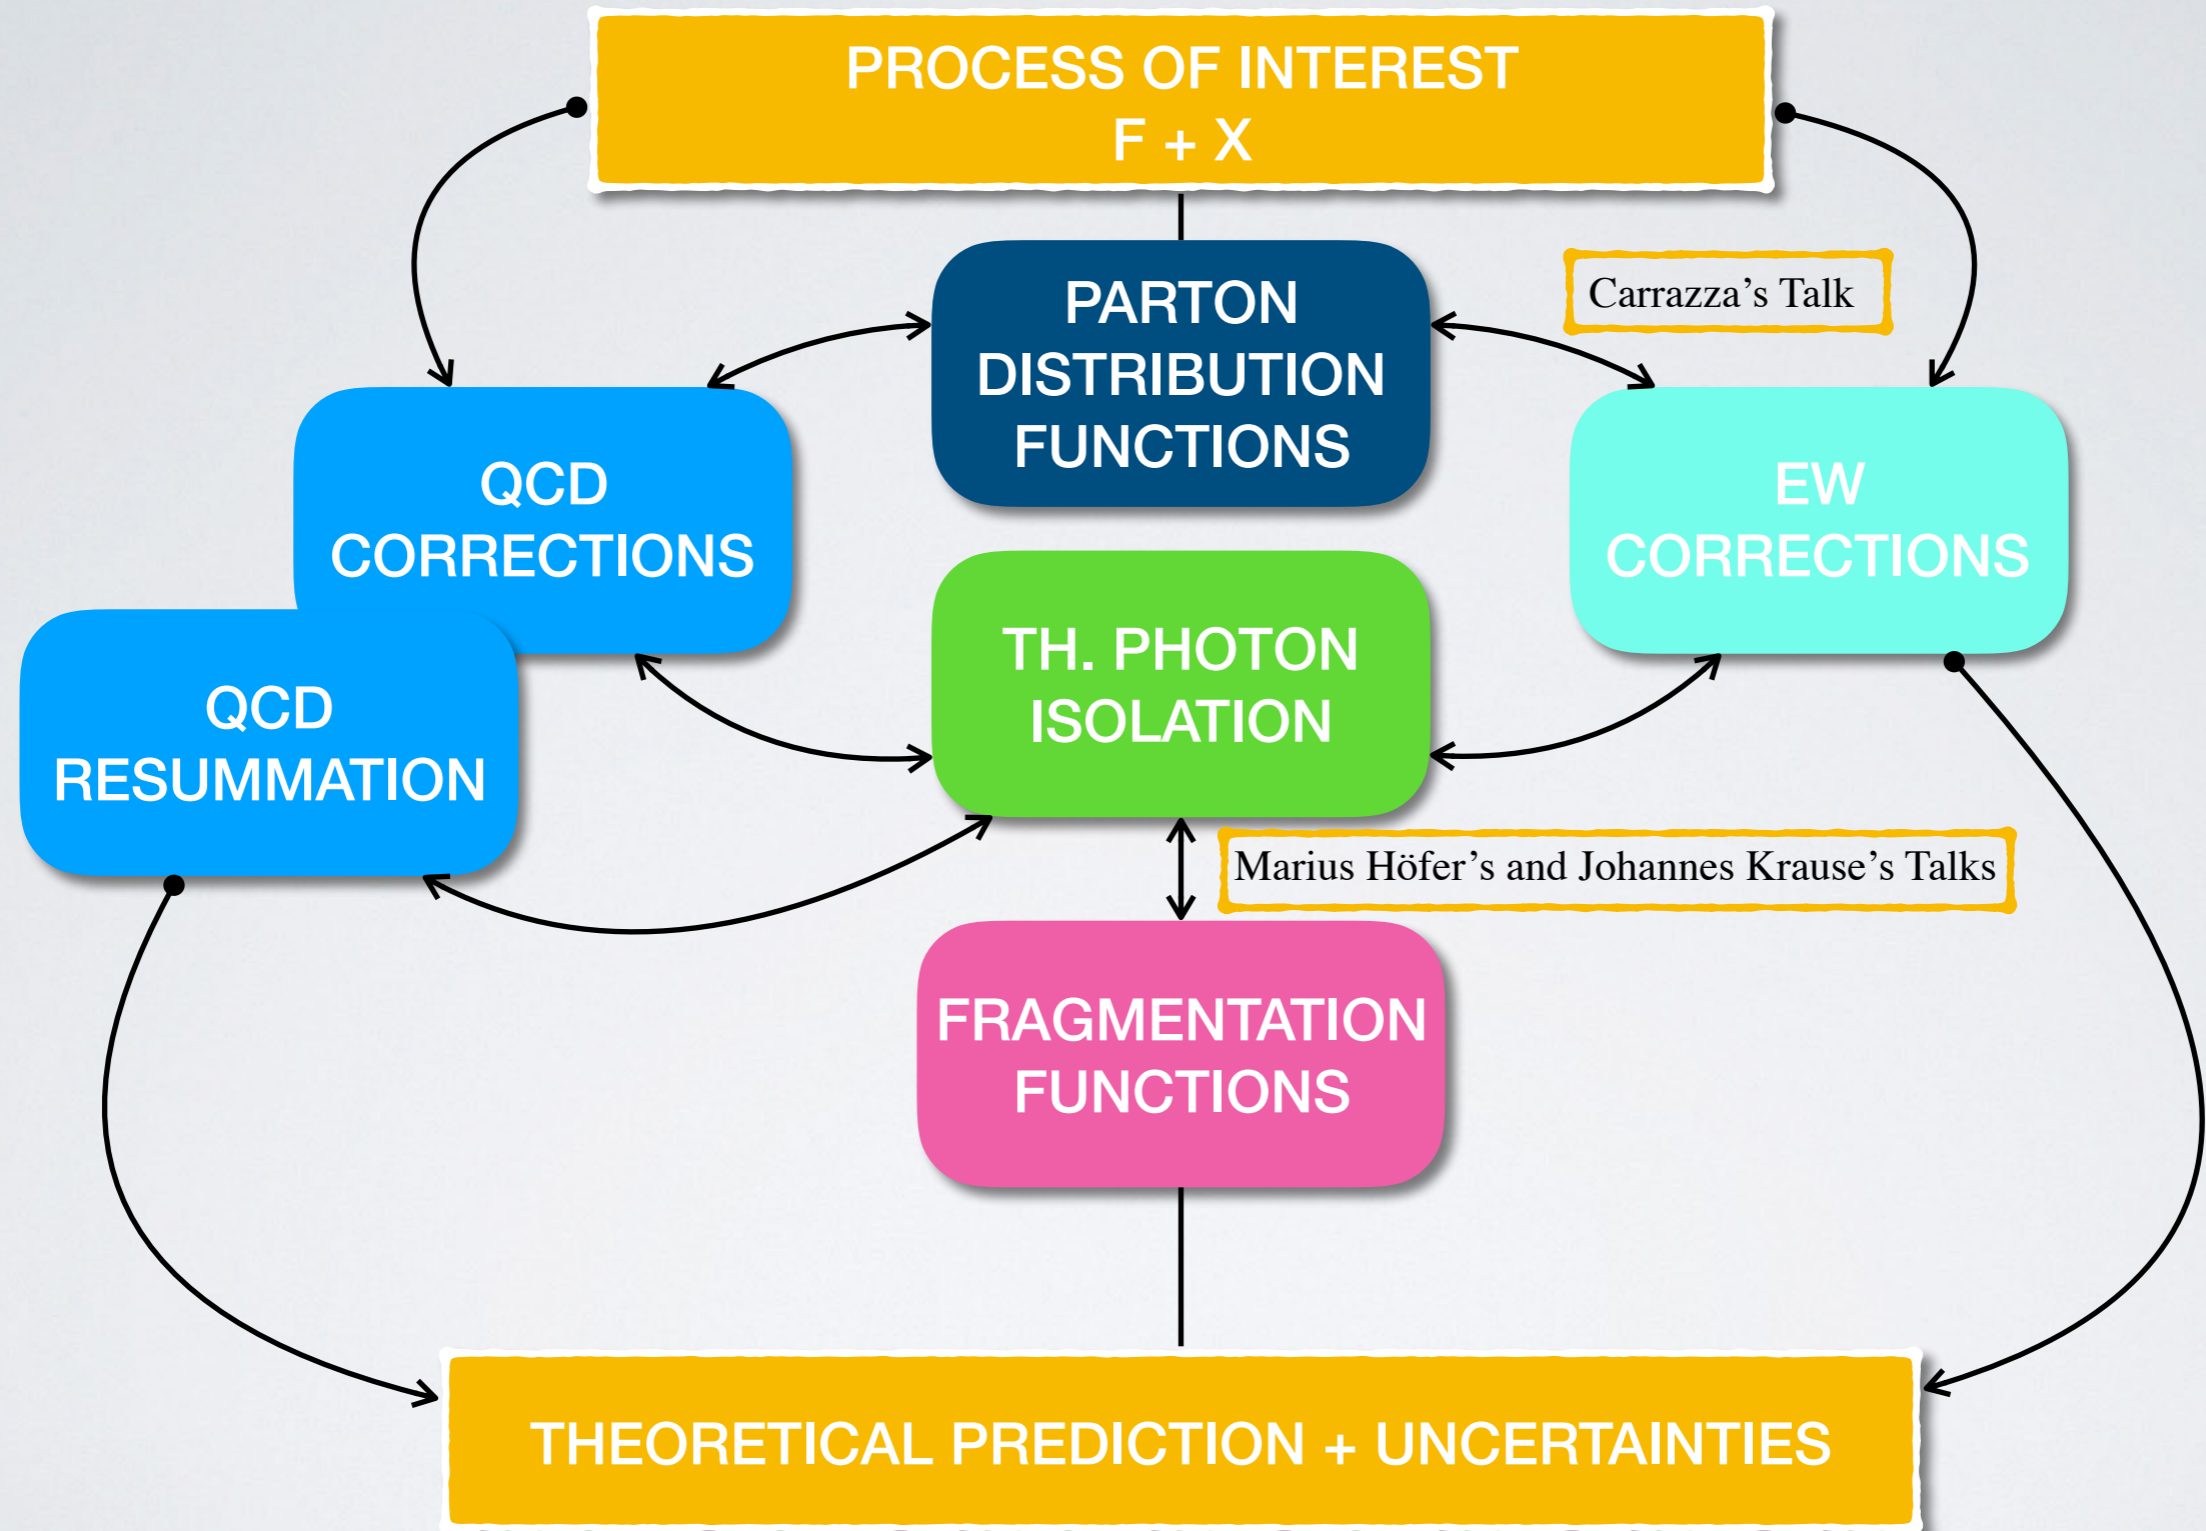 PROCESS OF INTEREST
F + X
PARTON
DISTRIBUTION
FUNCTIONS
Carrazza’s Talk
QCD
CORRECTIONS
EW
CORRECTIONS
TH. PHOTON
ISOLATION
QCD
RESUMMATION
Marius Höfer’s and Johannes Krause’s Talks
FRAGMENTATION
FUNCTIONS
THEORETICAL PREDICTION + UNCERTAINTIES